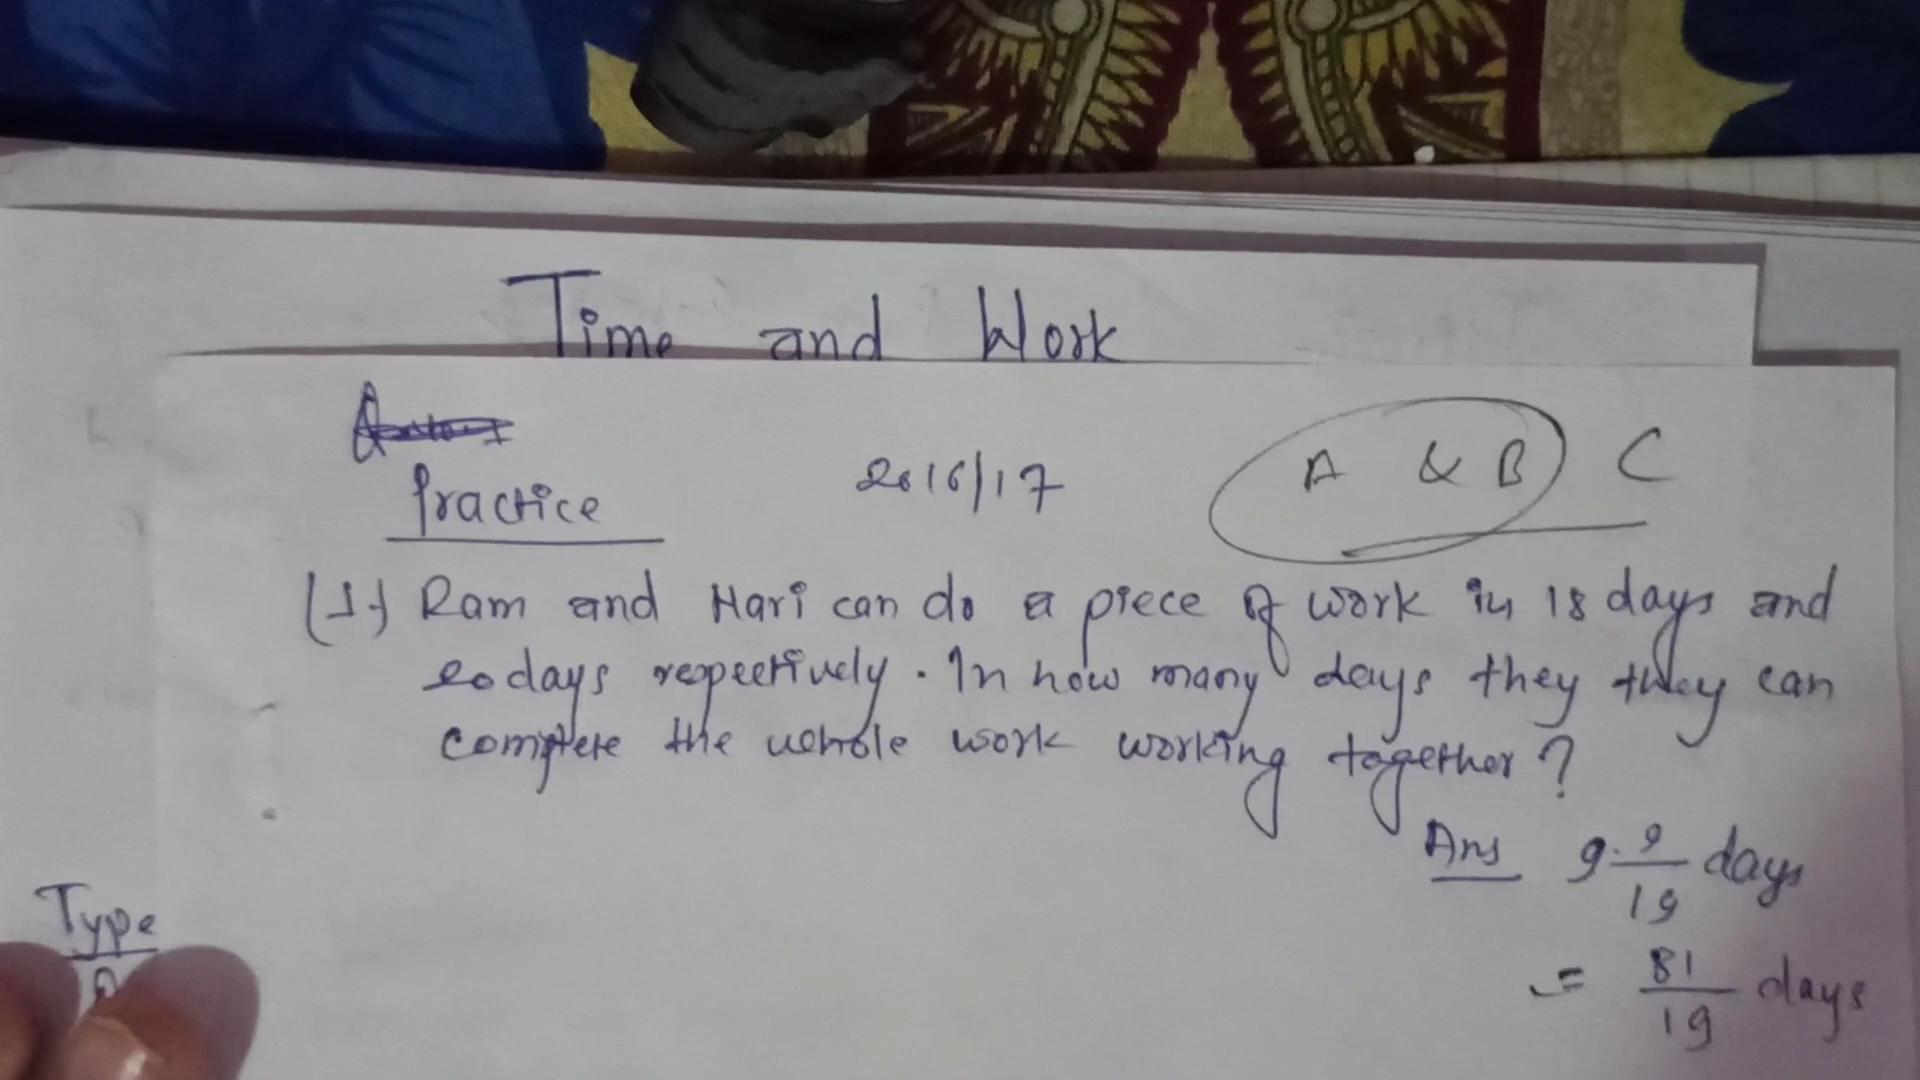 Time and Work
Practice 2016/17 A & B C
(1) Ram and Hari can do a piece of work in 18 days and
20 days respectively. In how many days they they can
complete the whole work working together?
Ans 9 9/19 days
= 81/19 days
Type